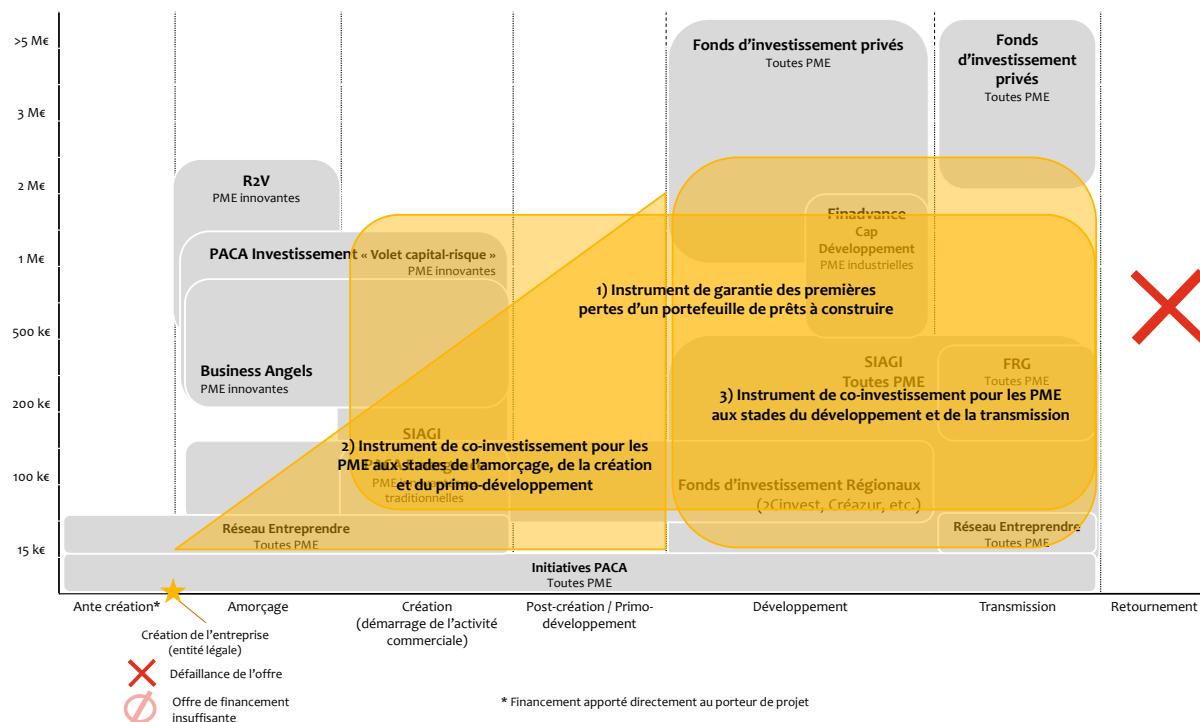 >5 M€
3 M€
2 M€
1 M€
500 k€
200 k€
100 k€
15 k€
Fonds d'investissement privés
Toutes PME
Fonds
d'investissement
privés
Toutes PME
R2V
PME innovantes
PACA Investissement « Volet capital-risque »
PME innovantes
Finadvance
Cap
Développement
PME industrielles
1) Instrument de garantie des premières
pertes d'un portefeuille de prêts à construire
Business Angels
PME innovantes
SIAGI
Toutes PME
FRG
Toutes PME
3) Instrument de co-investissement pour les PME
aux stades du développement et de la transmission
SIAGI
2) Instrument de co-investissement pour les
PME aux stades de l'amorçage, de la création
et du primo-développement
PME
traditionnelles
Fonds d'investissement Régionaux
(2Cinvest, Créazur, etc.)
Réseau Entreprendre
Toutes PME
Réseau Entreprendre
Toutes PME
Initiatives PACA
Toutes PME
Ante création*
Amorçage
Création
(démarrage de l'activité
commerciale)
Post-création / Primo-
développement
Développement
Transmission
Retournement
Création de l'entreprise
(entité légale)
Défaillance de l'offre
Offre de financement
insuffisante
* Financement apporté directement au porteur de projet